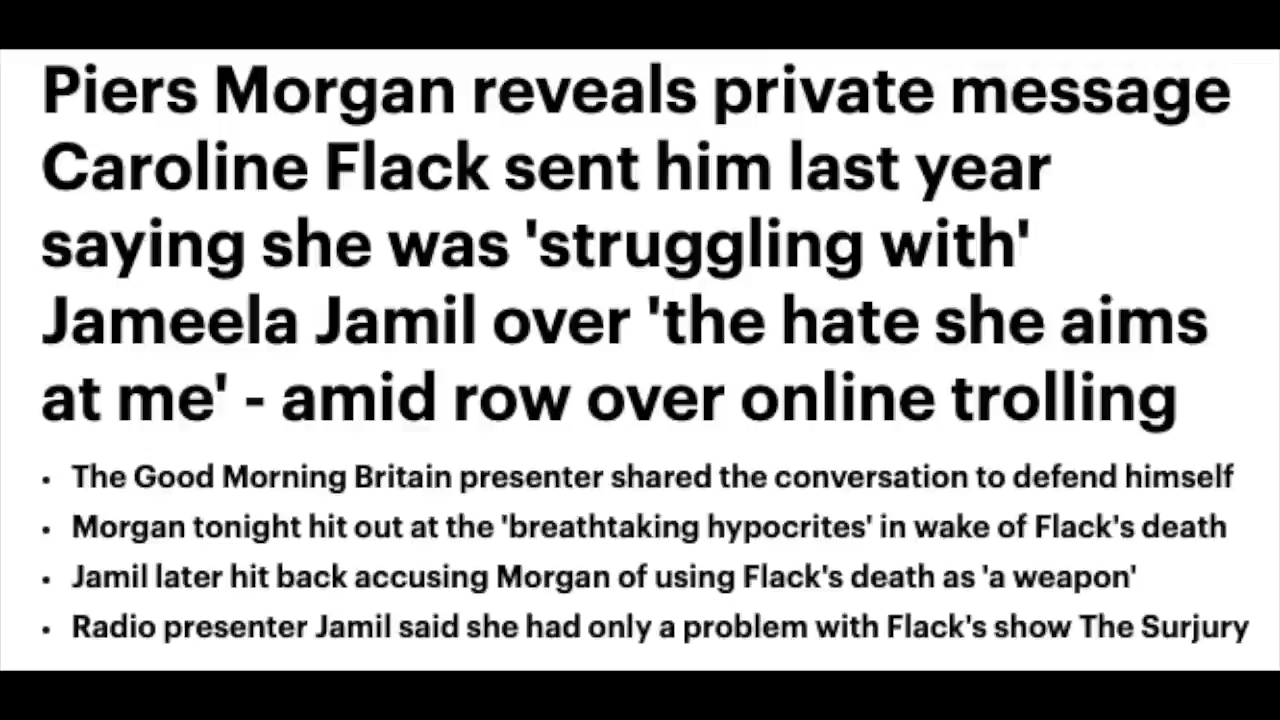 Piers Morgan reveals private message
Caroline Flack sent him last year
saying she was 'struggling with'
Jameela Jamil over 'the hate she aims
at me' - amid row over online trolling
• The Good Morning Britain presenter shared the conversation to defend himself
• Morgan tonight hit out at the 'breathtaking hypocrites' in wake of Flack's death
• Jamil later hit back accusing Morgan of using Flack's death as 'a weapon'
• Radio presenter Jamil said she had only a problem with Flack's show The Surjury